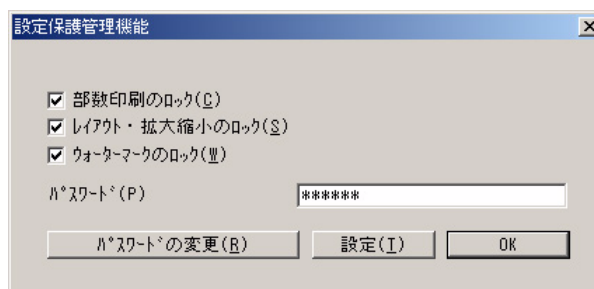 設定保護管理機能
部数印刷のﾛｯｸ(C)
ﾚｲｱｳﾄ・拡大縮小のﾛｯｸ(S)
ｳｫｰﾀｰﾏｰｸのﾛｯｸ(W)
ﾊﾟｽﾜｰﾄﾞ(P)
******
ﾊﾟｽﾜｰﾄﾞの変更(R)
設定(I)
OK